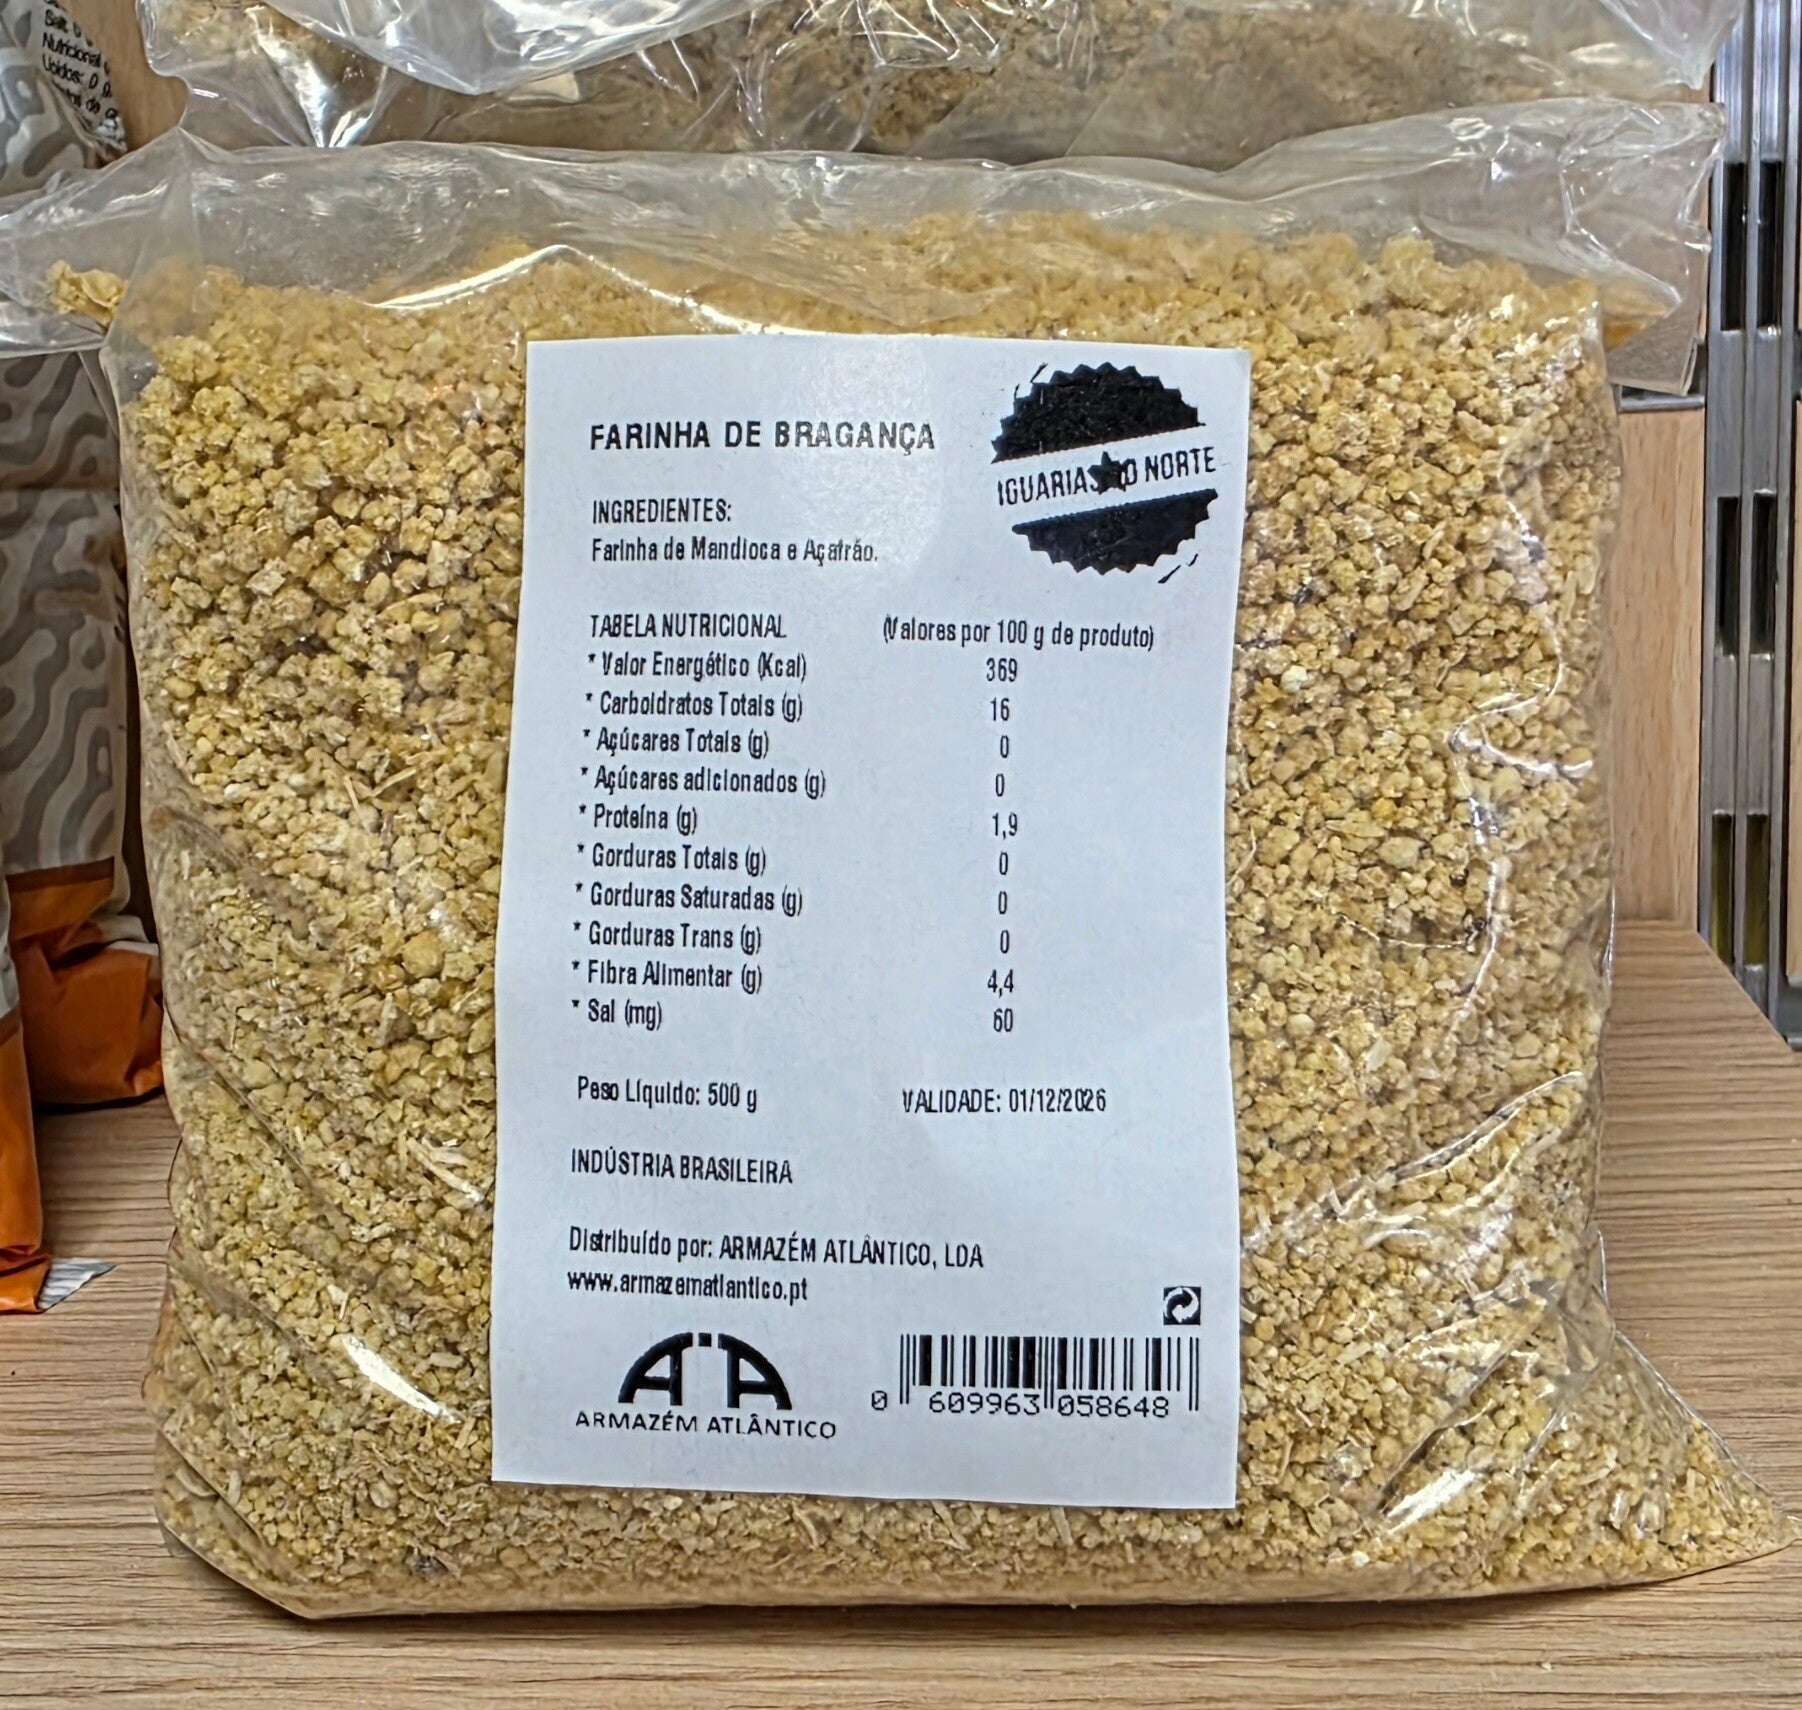 Nutricional
FARINHA DE BRAGANÇA
IGUARIAS DO NORTE
INGREDIENTES:
Farinha de Mandioca e Açafrão.
TABELA NUTRICIONAL (Valores por 100 g de produto)
* Valor Energético (Kcal) 369
* Carboidratos Totais (g) 16
* Açúcares Totais (g) 0
* Açúcares adicionados (g) 0
* Proteína (g) 1,9
* Gorduras Totais (g) 0
* Gorduras Saturadas (g) 0
* Gorduras Trans (g) 0
* Fibra Alimentar (g) 4,4
* Sal (mg) 60
Peso Líquido: 500 g VALIDADE: 01/12/2026
INDÚSTRIA BRASILEIRA
Distribuído por: ARMAZÉM ATLÂNTICO, LDA
www.armazematlantico.pt
AA
ARMAZÉM ATLÂNTICO
0 609963 058648